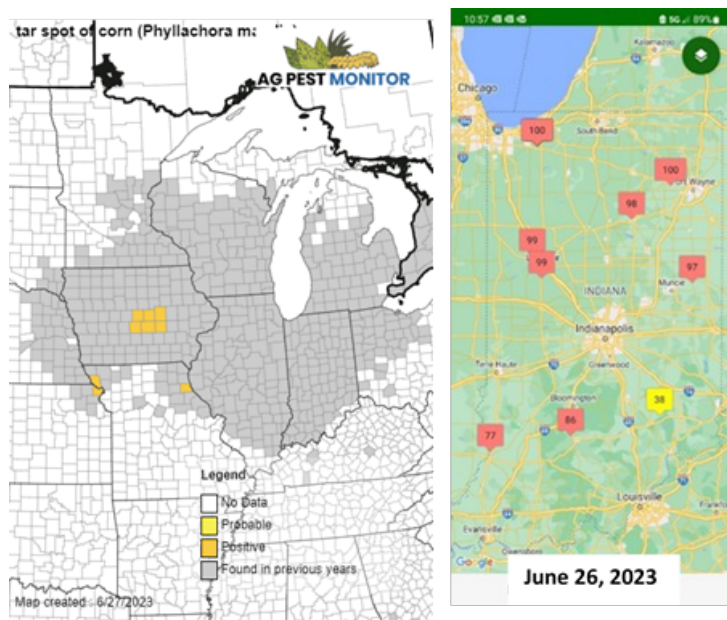 tar spot of corn (Phyllachora ma
AG PEST MONITOR
Legend
No Data
Probable
Positive
Found in previous years
Map created : 6/27/2023
10:57
5G 89%
Kalamazoo
Chicago
100
South Bend
100
Fort Wayne
98
99
99
97
Muncie
INDIANA
Indianapolis
Greenwood
Terre Haute
Bloomington
38
86
77
Louisville
Frankfo
Evansville
Owensboro
Google
June 26, 2023